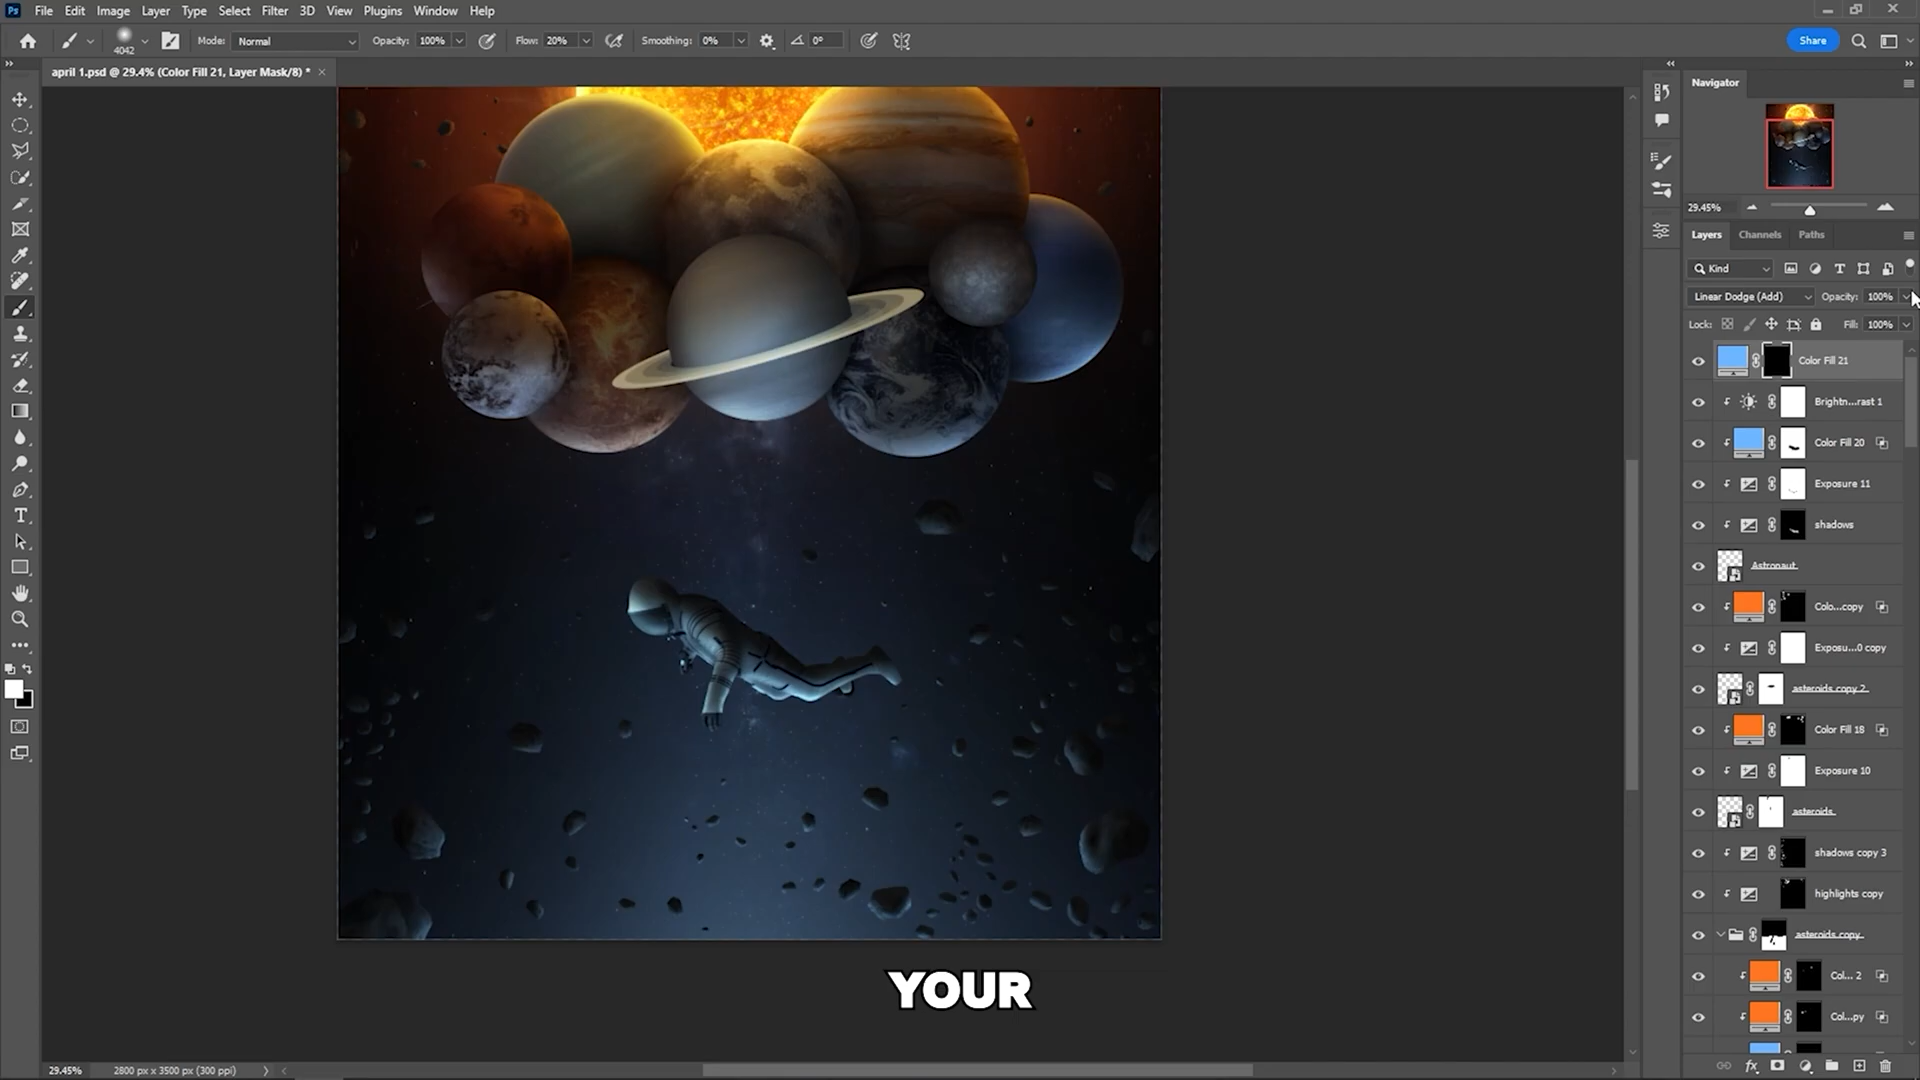 Ps File Edit Image Layer Type Select Filter 3D View Plugins Window Help
4042 Mode: Normal Opacity: 100% Flow: 20% Smoothing: 0% 0° Share
april 1.psd @ 29.4% (Color Fill 21, Layer Mask/8) *
Navigator
29.45%
Layers Channels Paths
Kind
Linear Dodge (Add) Opacity: 100%
Lock: Fill: 100%
Color Fill 21
Brightn...rast 1
Color Fill 20
Exposure 11
shadows
Astronaut
Colo...copy
Exposu...0 copy
asteroids copy 2
Color Fill 18
Exposure 10
asteroids
shadows copy 3
highlights copy
asteroids copy
Col... 2
Col...py
YOUR
29.45% 2800 px x 3500 px (300 ppi)